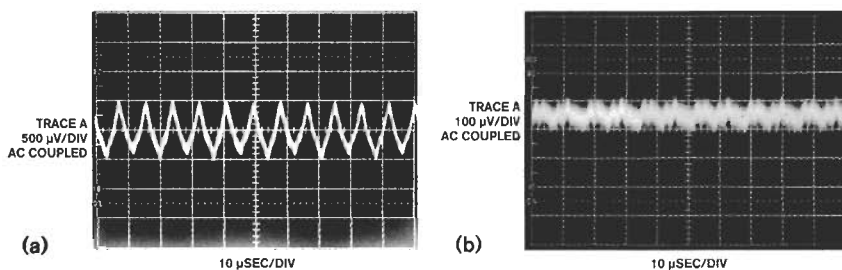 TRACE A
500 µV/DIV
AC COUPLED
(a)
10 µSEC/DIV
TRACE A
100 µV/DIV
AC COUPLED
(b)
10 µSEC/DIV